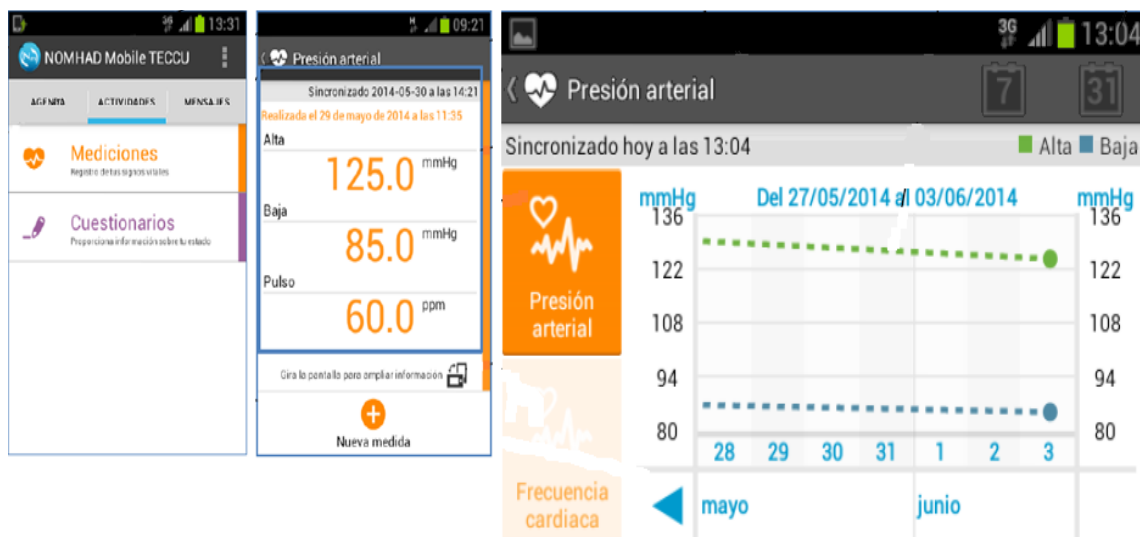 3G 13:31
NOMHAD Mobile TECCU
AGENDA ACTIVIDADES MENSAJES
Mediciones
Registro de tus signos vitales
Cuestionarios
Proporciona información sobre tu estado
H 09:21
Presión arterial
Sincronizado 2014-05-30 a las 14:21
Realizada el 29 de mayo de 2014 a las 11:35
Alta
125.0 mmHg
Baja
85.0 mmHg
Pulso
60.0 ppm
Gira la pantalla para ampliar información
Nueva medida
3G 13:04
Presión arterial
7 31
Sincronizado hoy a las 13:04
Alta Baja
Presión
arterial
Frecuencia
cardiaca
mmHg Del 27/05/2014 al 03/06/2014 mmHg
136 136
122 122
108 108
94 94
80 80
28 29 30 31 1 2 3
mayo junio